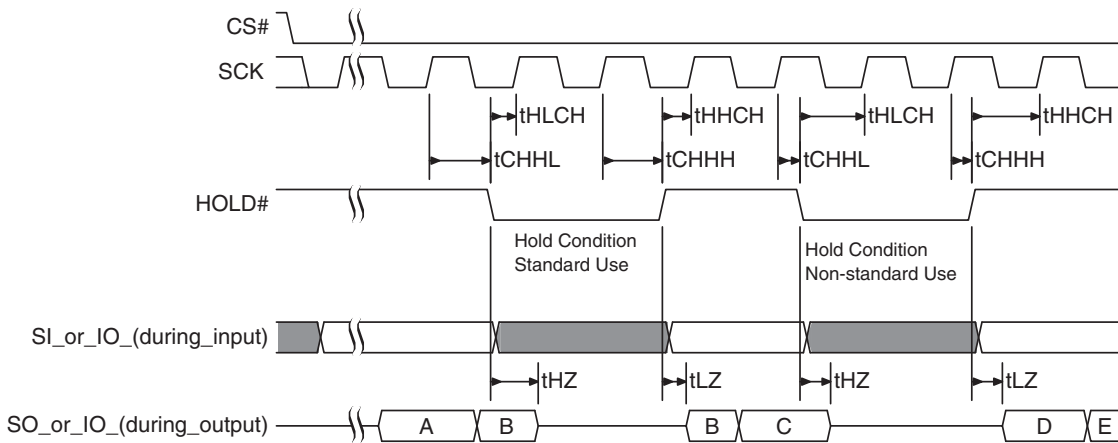 CS#
SCK
tHLCH tHHCH tHLCH tHHCH
tCHHL tCHHH tCHHL tCHHH
HOLD#
Hold Condition
Standard Use
Hold Condition
Non-standard Use
SI_or_IO_(during_input)
tHZ tLZ tHZ tLZ
SO_or_IO_(during_output) A B B C D E